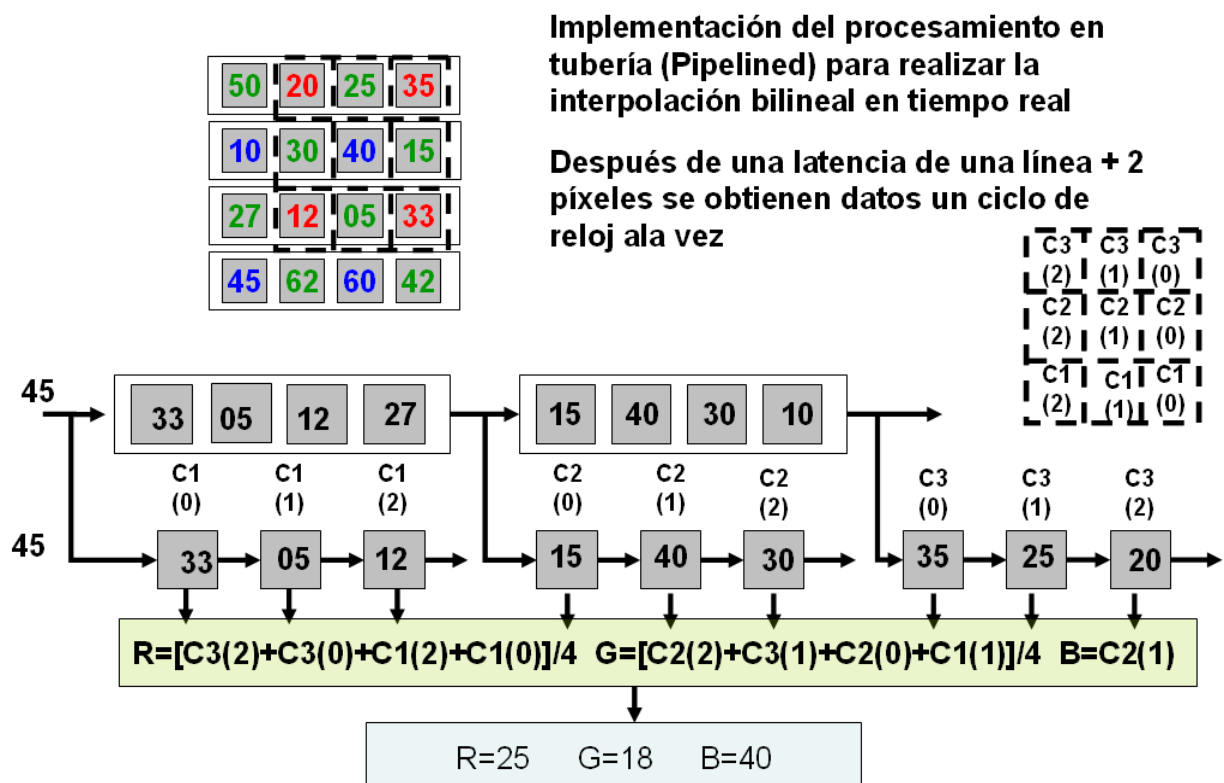 Implementación del procesamiento en
tubería (Pipelined) para realizar la
interpolación bilineal en tiempo real
Después de una latencia de una línea + 2
píxeles se obtienen datos un ciclo de
reloj ala vez
50 20 25 35
10 30 40 15
27 12 05 33
45 62 60 42
C3 C3 C3
(2) (1) (0)
C2 C2 C2
(2) (1) (0)
C1 C1 C1
(2) (1) (0)
45
33 05 12 27
15 40 30 10
C1 C1 C1 C2 C2 C2 C3 C3 C3
(0) (1) (2) (0) (1) (2) (0) (1) (2)
45
33 05 12 15 40 30 35 25 20
R=[C3(2)+C3(0)+C1(2)+C1(0)]/4 G=[C2(2)+C3(1)+C2(0)+C1(1)]/4 B=C2(1)
R=25 G=18 B=40